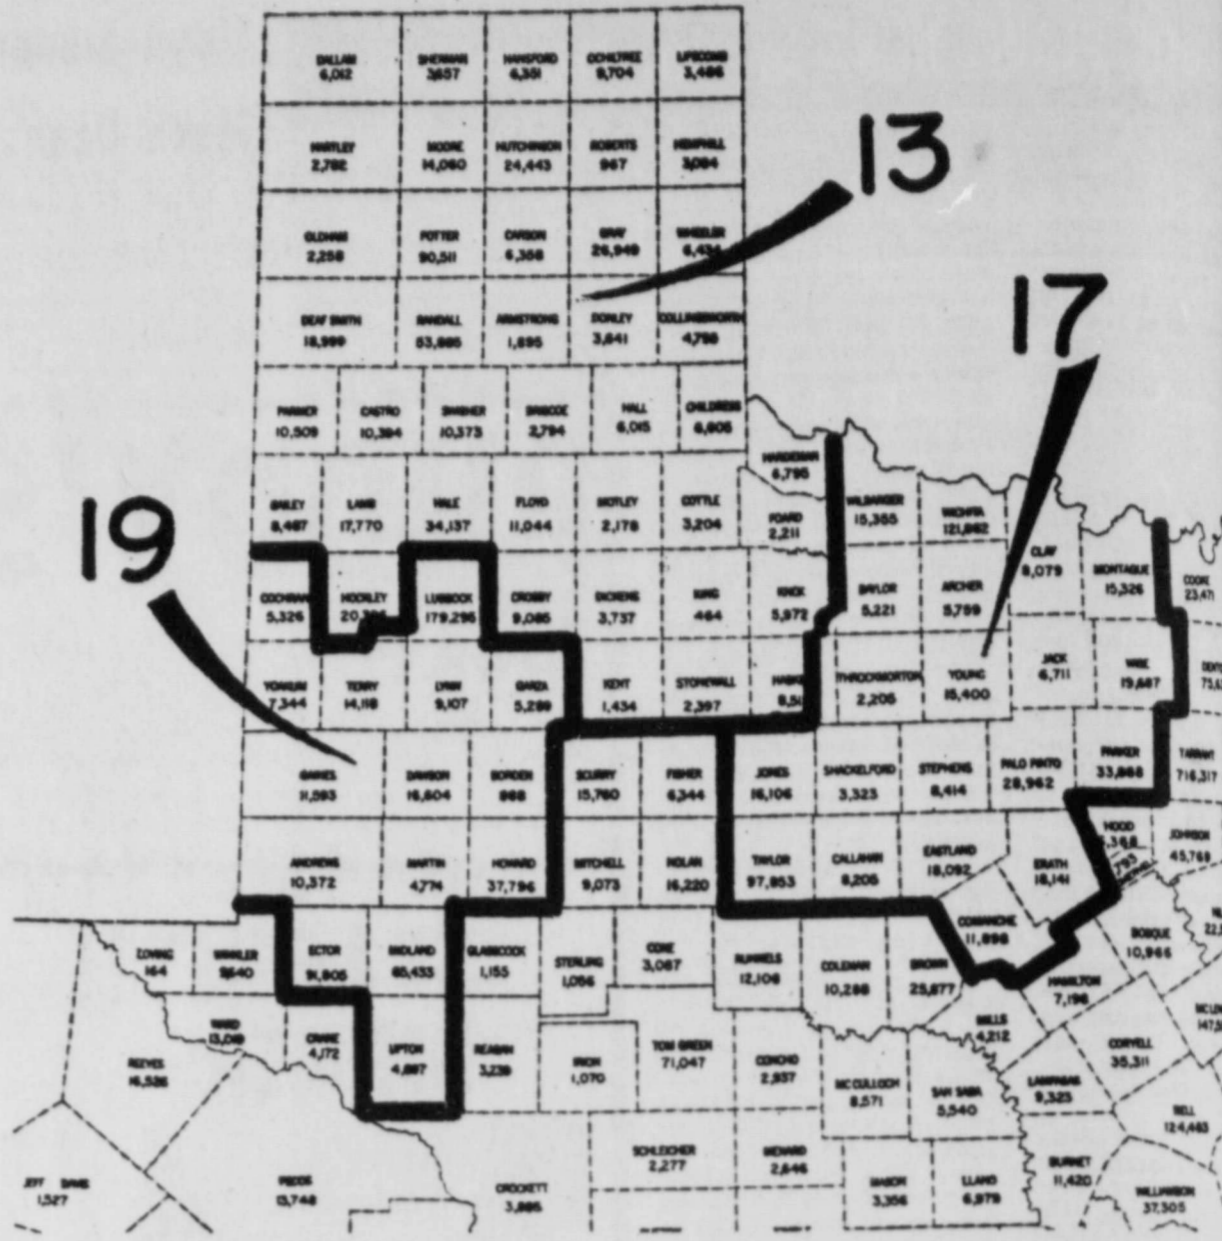 DALLAM SHERMAN HANSFORD OCHILTREE LIPSCOMB
6,012 3,657 6,351 9,704 3,486
13
HARTLEY MOORE HUTCHINSON ROBERTS HEMPHILL
2,782 14,060 24,443 967 3,084
OLDHAM POTTER CARSON GRAY WHEELER
2,258 90,511 6,358 26,949 6,434
17
DEAF SMITH RANDALL ARMSTRONG DONLEY COLLINGSWORTH
18,999 1,895 3,641
PARMER CASTRO SWISHER BRISCOE HALL CHILDRESS
10,509 10,394 10,373 2,794 6,015 6,605
HARDEMAN
6,795
BAILEY LAMB HALE FLOYD MOTLEY COTTLE FOARD WILBARGER WICHITA
8,487 17,770 34,137 11,044 2,178 3,204 2,211 15,355 121,862
19
CLAY MONTAGUE COOKE
8,079 15,326 23,471
COCHRAN HOCKLEY LUBBOCK CROSBY DICKENS KING KNOX BAYLOR ARCHER
5,326 179,295 9,085 3,737 464 5,972 5,221 5,759
YOAKUM TERRY LYNN GARZA KENT STONEWALL THROCKMORTON YOUNG JACK WISE
7,344 14,118 9,107 5,289 1,434 2,397 2,205 15,400 6,711 19,687
GAINES DAWSON BORDEN SCURRY FISHER JONES SHACKELFORD STEPHENS PALO PINTO PARKER TARRANT
11,593 16,604 888 15,760 6,344 16,106 3,323 8,414 28,962 33,888 716,317
ANDREWS MARTIN HOWARD MITCHELL NOLAN TAYLOR CALLAHAN EASTLAND ERATH HOOD JOHNSON
10,372 4,774 37,796 9,073 16,220 97,853 8,205 18,092 18,141 45,769
LOVING WINKLER ECTOR MIDLAND GLASSCOCK STERLING COKE RUNNELS COLEMAN BROWN COMANCHE BOSQUE
164 9,640 91,805 65,433 1,155 1,056 3,087 12,108 10,288 25,877 11,898 10,966
HAMILTON
7,198
REEVES WARD CRANE UPTON REAGAN IRION TOM GREEN CONCHO MILLS CORYELL
16,526 13,019 4,172 4,697 3,239 1,070 71,047 2,937 4,212 35,311
MC CULLOCH SAN SABA LAMPASAS BELL
8,571 5,540 9,323 124,483
JEFF DAVIS PECOS CROCKETT SCHLEICHER MENARD MASON LLANO BURNET WILLIAMSON
1,527 13,748 3,885 2,277 2,646 3,356 6,979 11,420 37,305